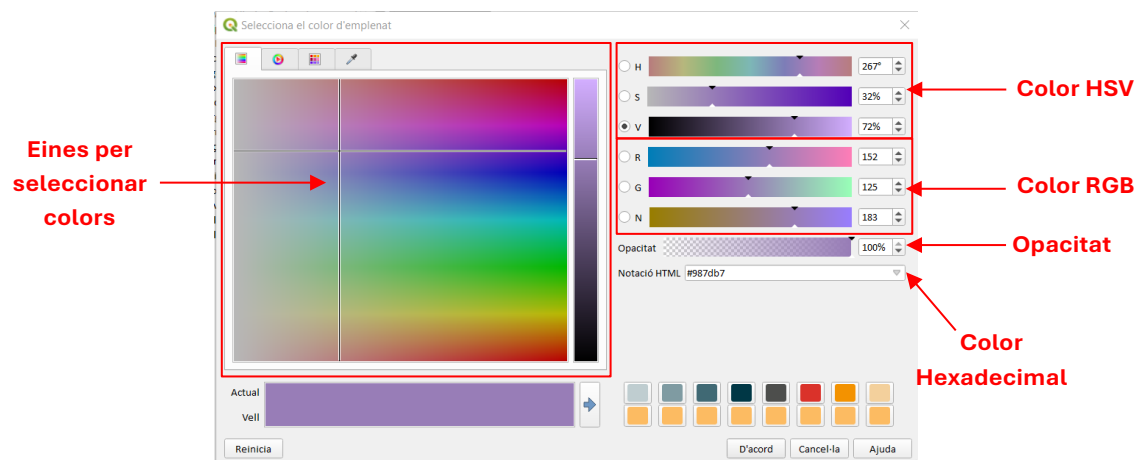 Selecciona el color d'emplenat
H 267°
S 32%
V 72%
R 152
G 125
N 183
Opacitat 100%
Notació HTML #987db7
Actual
Vell
Reinicia
D'acord Cancel·la Ajuda
Eines per
seleccionar
colors
Color HSV
Color RGB
Opacitat
Color
Hexadecimal